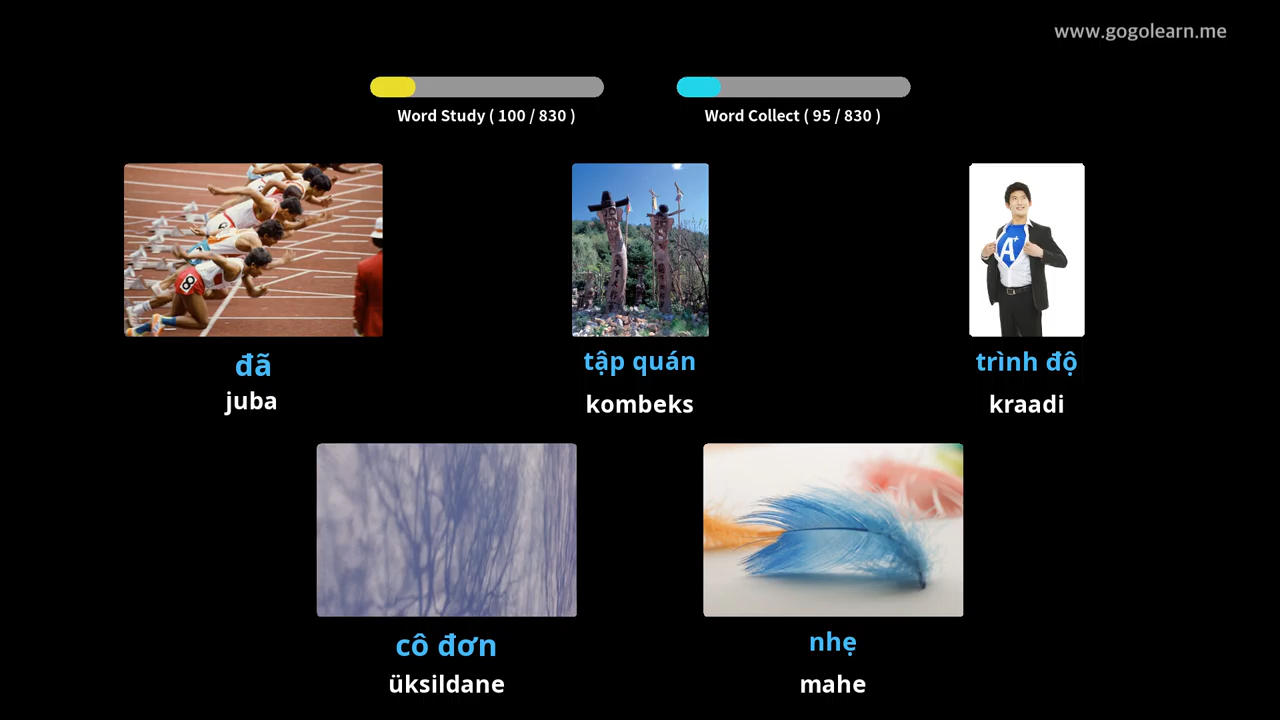 www.gogolearn.me
Word Study ( 100 / 830 )
Word Collect ( 95 / 830 )
đã
juba
tập quán
kombeks
trình độ
kraadi
A+
8
cô đơn
üksildane
nhẹ
mahe